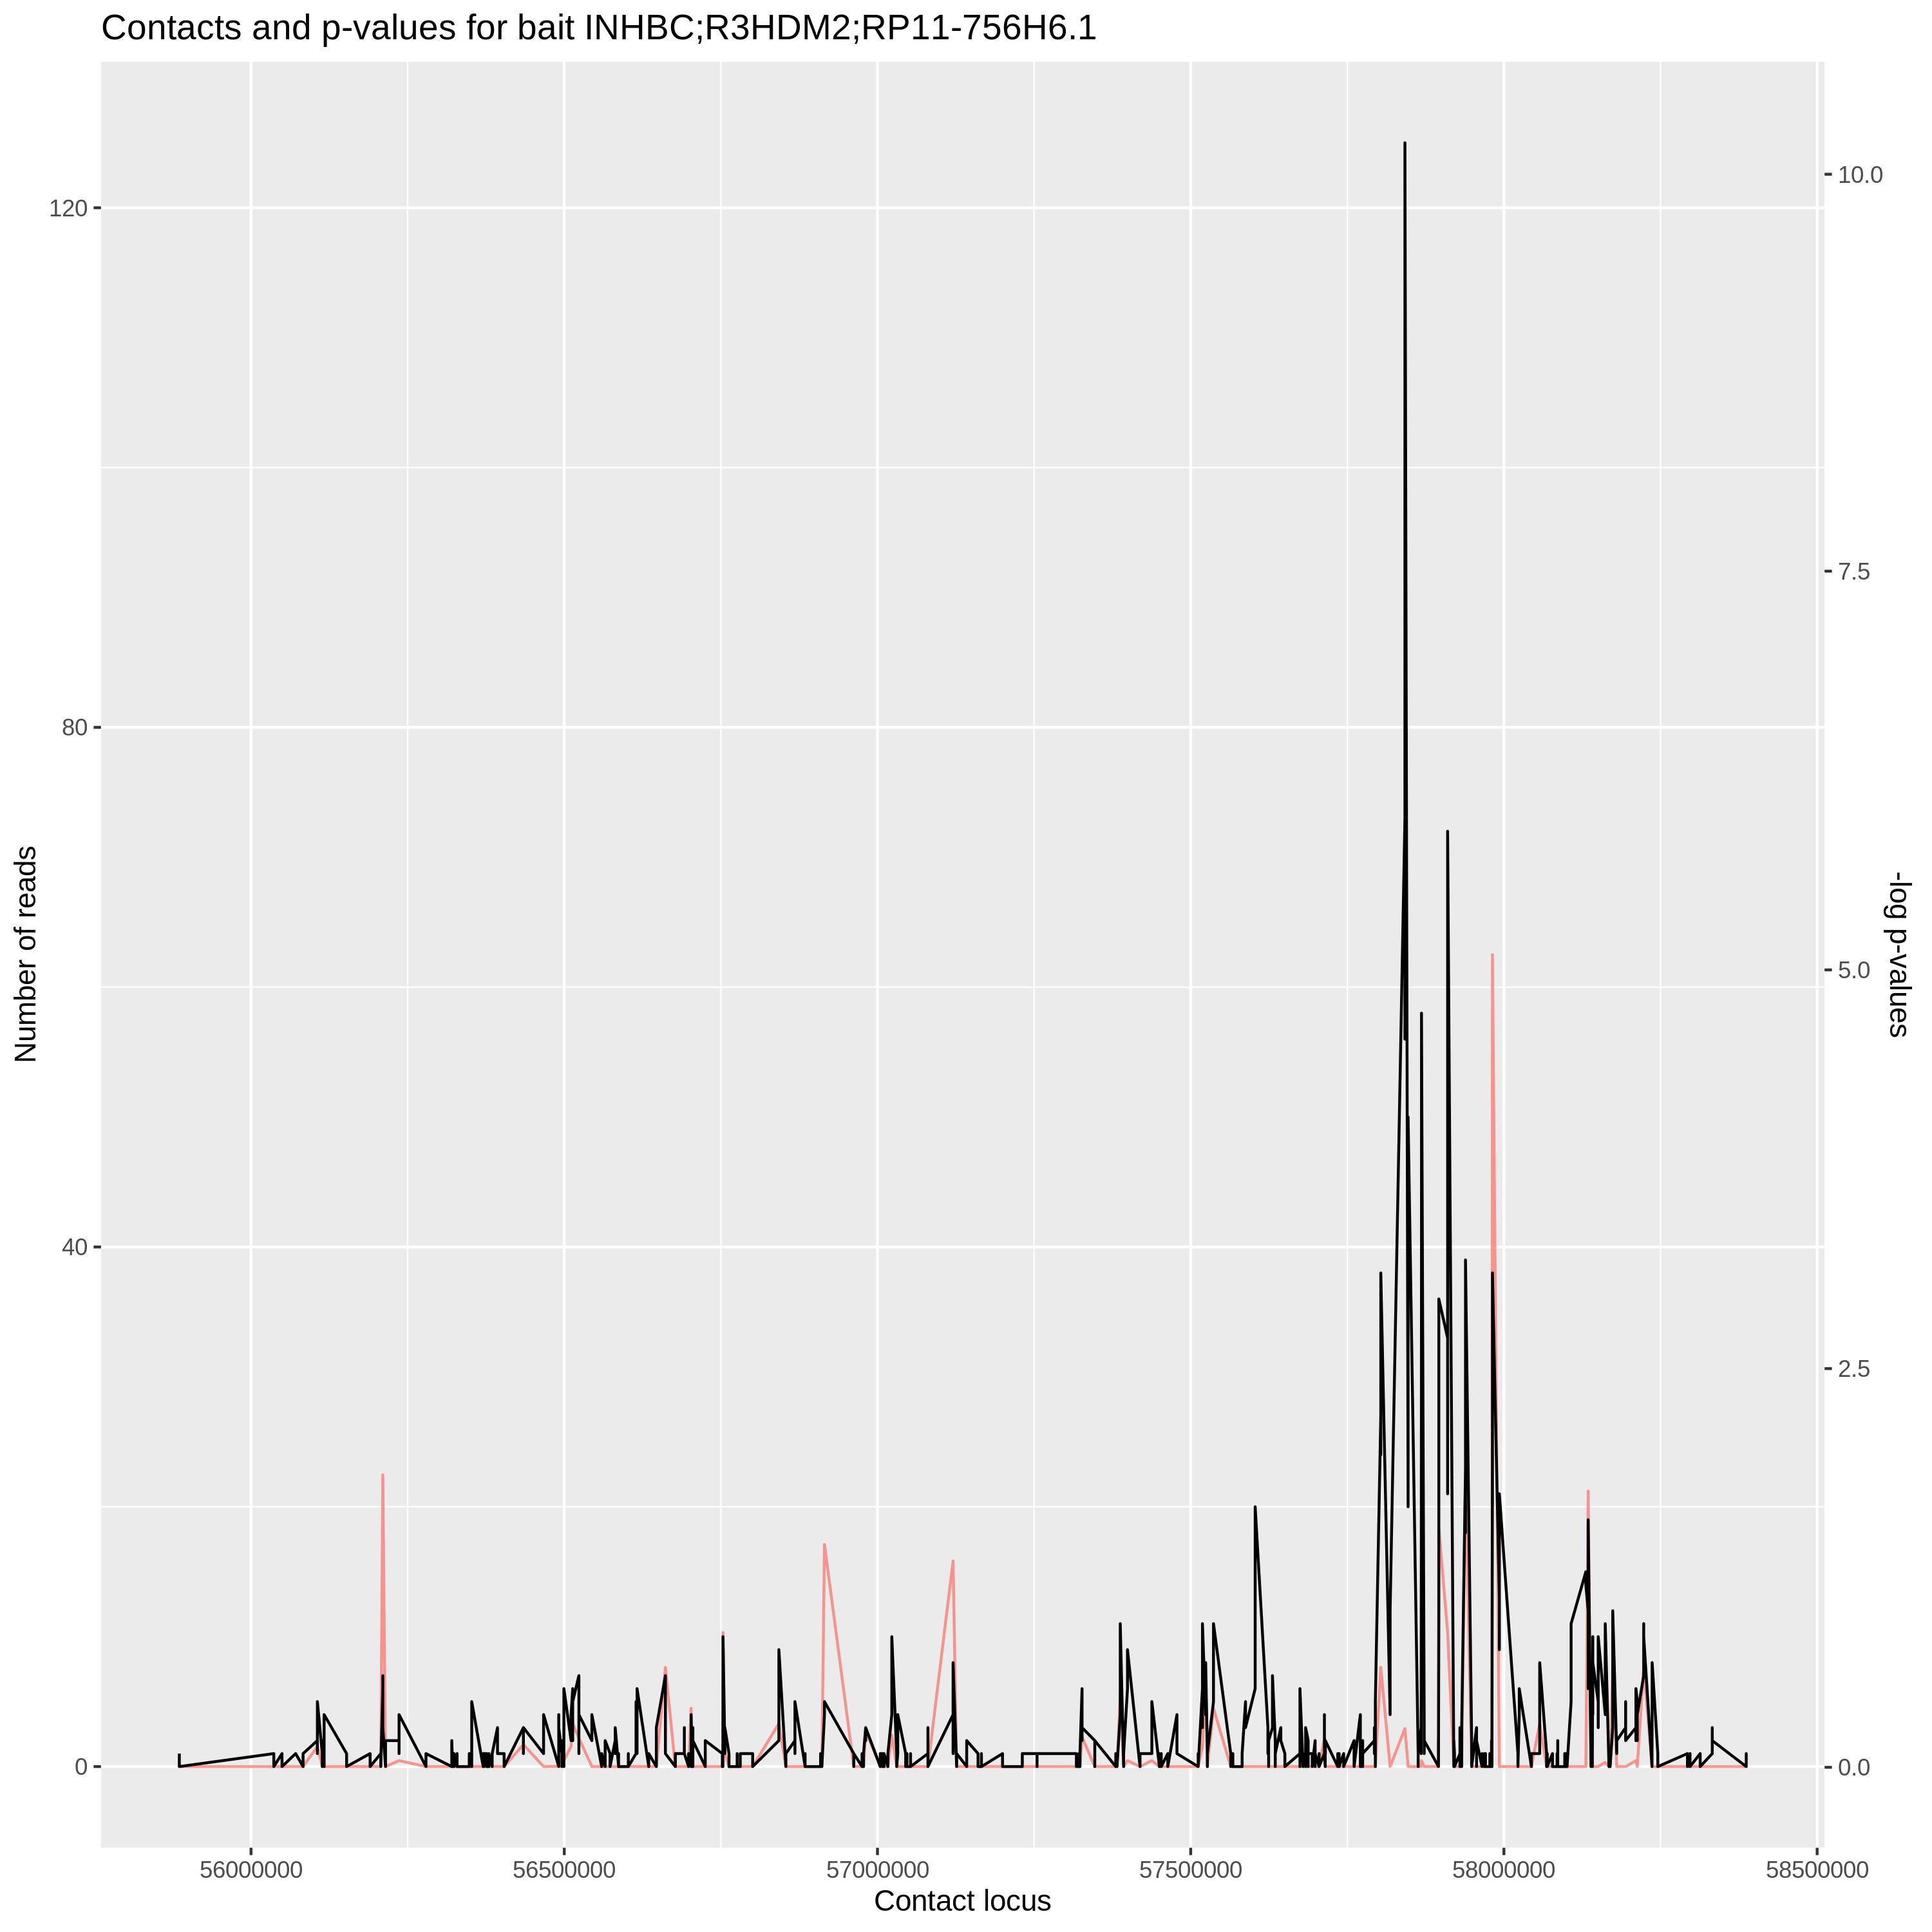 Contacts and p-values for bait INHBC;R3HDM2;RP11-756H6.1
120
80
40
0
Number of reads
10.0
7.5
5.0
2.5
0.0
-log p-values
56000000 56500000 57000000 57500000 58000000 58500000
Contact locus